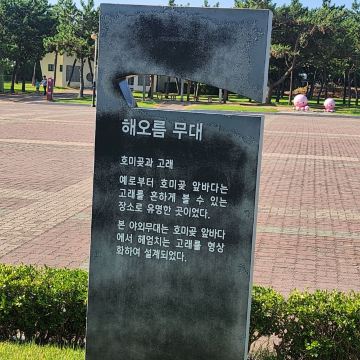 해오름 무대
호미곶과 고래
예로부터 호미곶 앞바다는
고래를 흔하게 볼 수 있는
장소로 유명한 곳이었다.
본 야외무대는 호미곶 앞바다
에서 헤엄치는 고래를 형상
화하여 설계되었다.